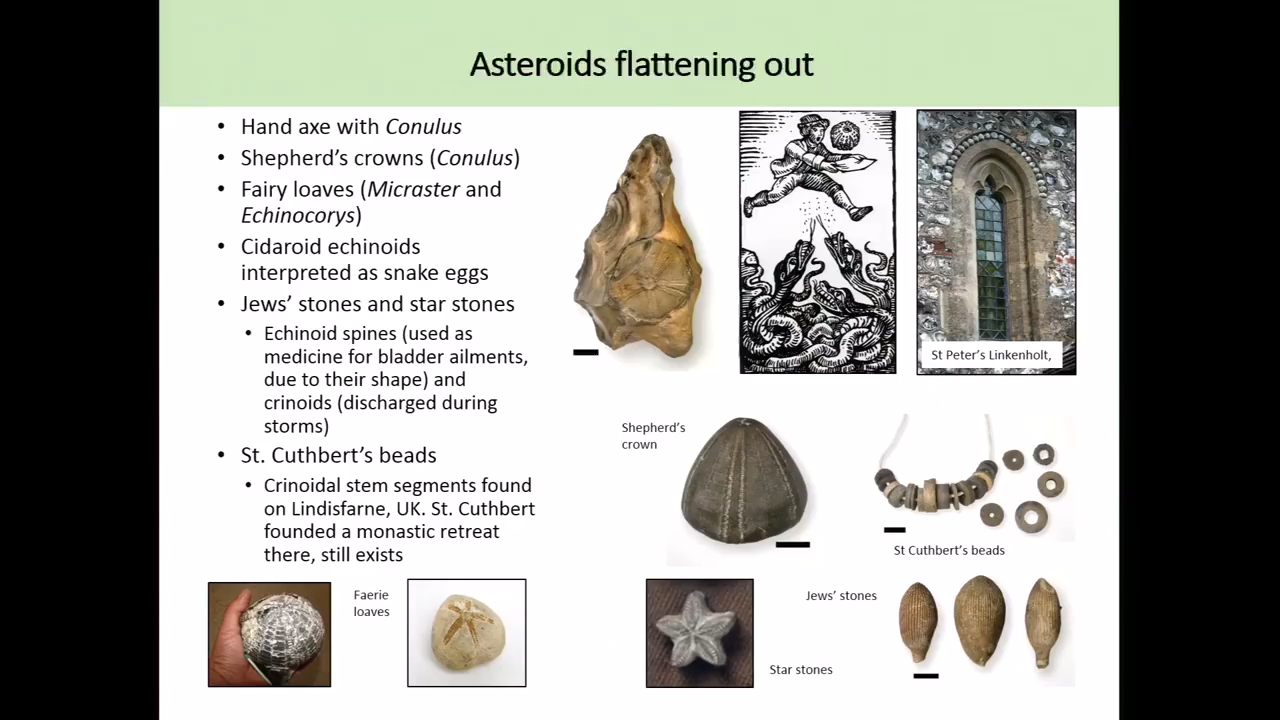 Asteroids flattening out
• Hand axe with Conulus
• Shepherd's crowns (Conulus)
• Fairy loaves (Micraster and
Echinocorys)
• Cidaroid echinoids
interpreted as snake eggs
• Jews' stones and star stones
• Echinoid spines (used as
medicine for bladder ailments,
due to their shape) and
crinoids (discharged during
storms)
• St. Cuthbert's beads
• Crinoidal stem segments found
on Lindisfarne, UK. St. Cuthbert
founded a monastic retreat
there, still exists
St Peter's Linkenholt,
Shepherd's
crown
St Cuthbert's beads
Faerie
loaves
Jews' stones
Star stones